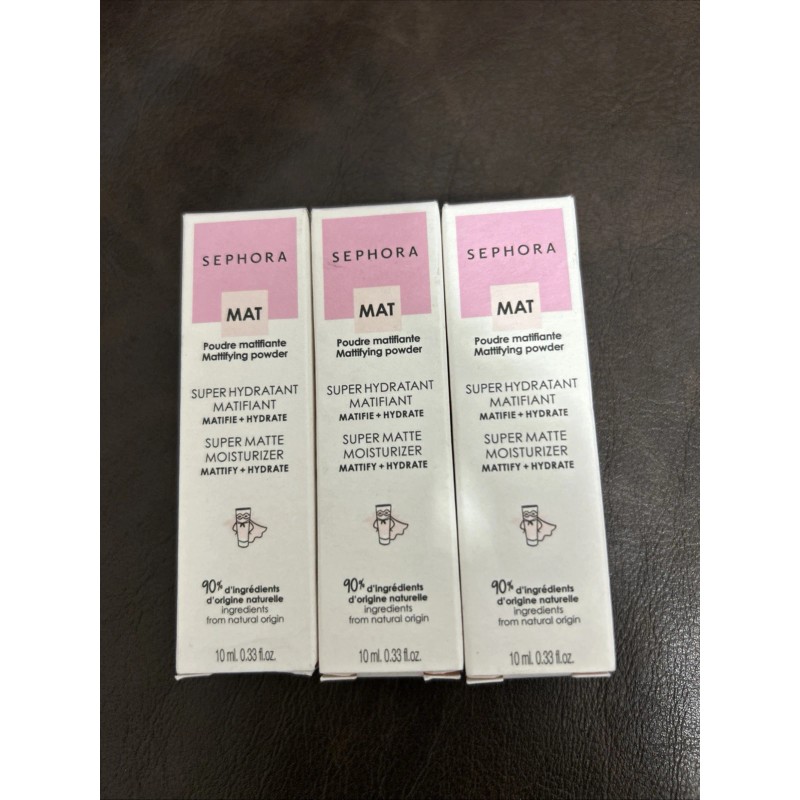 SEPHORA
MAT
Poudre matifiante
Mattifying powder
SUPER HYDRATANT
MATIFIANT
MATIFIE + HYDRATE
SUPER MATTE
MOISTURIZER
MATTIFY + HYDRATE
90% d'ingrédients
d'origine naturelle
ingredients
from natural origin
10 ml. 0.33 fl.oz.
SEPHORA
MAT
Poudre matifiante
Mattifying powder
SUPER HYDRATANT
MATIFIANT
MATIFIE + HYDRATE
SUPER MATTE
MOISTURIZER
MATTIFY + HYDRATE
90% d'ingrédients
d'origine naturelle
ingredients
from natural origin
10 ml. 0.33 fl.oz.
SEPHORA
MAT
Poudre matifiante
Mattifying powder
SUPER HYDRATANT
MATIFIANT
MATIFIE + HYDRATE
SUPER MATTE
MOISTURIZER
MATTIFY + HYDRATE
90% d'ingrédients
d'origine naturelle
ingredients
from natural origin
10 ml. 0.33 fl.oz.